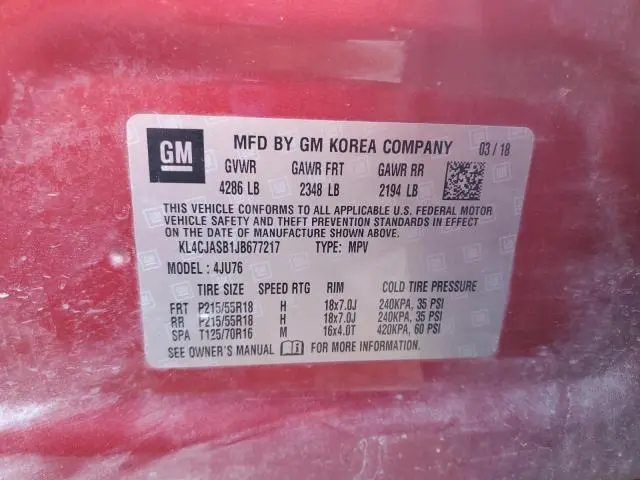 GM MFD BY GM KOREA COMPANY 03 / 18
GVWR GAWR FRT GAWR RR
4286 LB 2348 LB 2194 LB
THIS VEHICLE CONFORMS TO ALL APPLICABLE U.S. FEDERAL MOTOR
VEHICLE SAFETY AND THEFT PREVENTION STANDARDS IN EFFECT
ON THE DATE OF MANUFACTURE SHOWN ABOVE.
KL4CJASB1JB677217 TYPE: MPV
MODEL : 4JU76
TIRE SIZE SPEED RTG RIM COLD TIRE PRESSURE
FRT P215/55R18 H 18x7.0J 240KPA, 35 PSI
RR P215/55R18 H 18x7.0J 240KPA, 35 PSI
SPA T125/70R16 M 16x4.0T 420KPA, 60 PSI
SEE OWNER'S MANUAL FOR MORE INFORMATION.